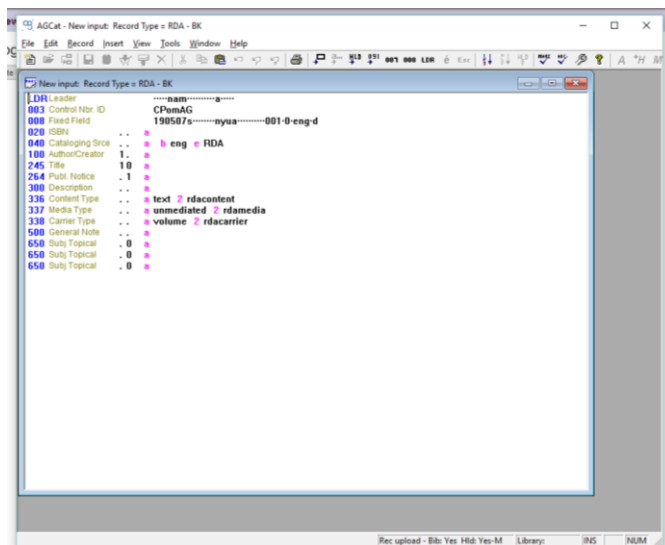 AGCat - New input: Record Type = RDA - BK
File Edit Record Insert View Tools Window Help
007 008 LDR é Esc A H M
New input: Record Type = RDA - BK
LDR Leader ·····nam··········a·····
003 Control Nbr. ID CPomAG
008 Fixed Field 190507s········nyua··········001·0·eng·d
020 ISBN . . a
040 Cataloging Srce . . a b eng e RDA
100 Author/Creator 1. a
245 Title 10 a
264 Publ. Notice . 1 a
300 Description . . a
336 Content Type . . a text 2 rdacontent
337 Media Type . . a unmediated 2 rdamedia
338 Carrier Type . . a volume 2 rdacarrier
500 General Note . . a
650 Subj Topical . 0 a
650 Subj Topical . 0 a
650 Subj Topical . 0 a
Rec upload - Bib: Yes Hld: Yes-M Library: INS NUM